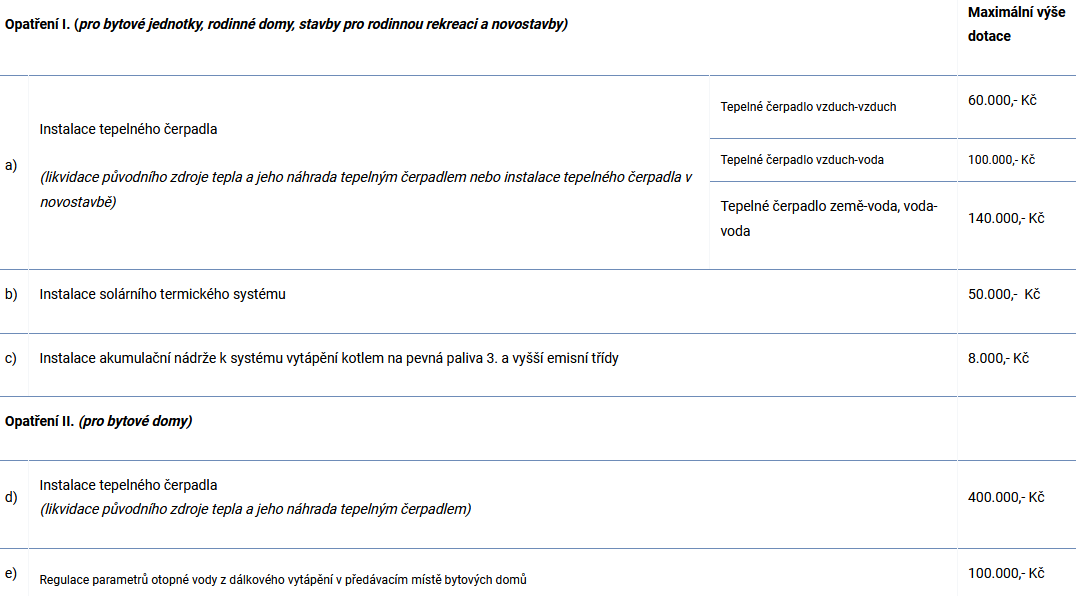 Opatření I. (pro bytové jednotky, rodinné domy, stavby pro rodinnou rekreaci a novostavby)
Maximální výše
dotace
a)
Instalace tepelného čerpadla
(likvidace původního zdroje tepla a jeho náhrada tepelným čerpadlem nebo instalace tepelného čerpadla v
novostavbě)
Tepelné čerpadlo vzduch-vzduch
60.000,- Kč
Tepelné čerpadlo vzduch-voda
100.000,- Kč
Tepelné čerpadlo země-voda, voda-
voda
140.000,- Kč
b)
Instalace solárního termického systému
50.000,-  Kč
c)
Instalace akumulační nádrže k systému vytápění kotlem na pevná paliva 3. a vyšší emisní třídy
8.000,- Kč
Opatření II. (pro bytové domy)
d)
Instalace tepelného čerpadla
(likvidace původního zdroje tepla a jeho náhrada tepelným čerpadlem)
400.000,- Kč
e)
Regulace parametrů otopné vody z dálkového vytápění v předávacím místě bytových domů
100.000,- Kč